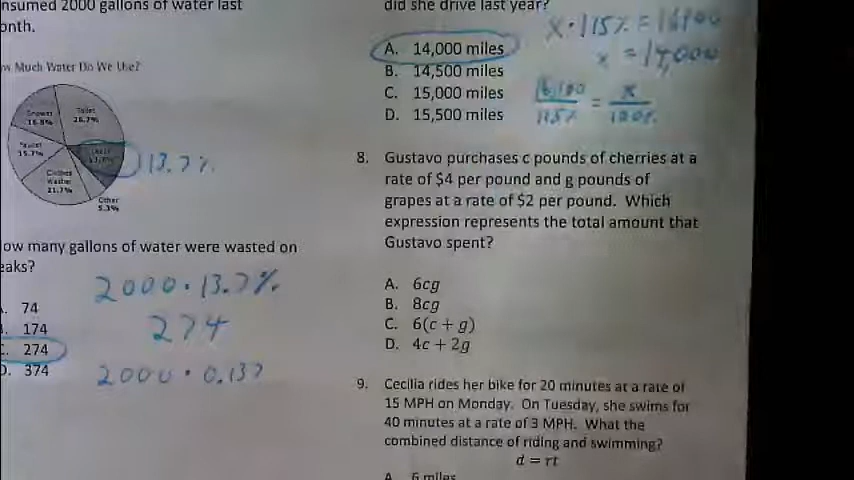 nsumed 2000 gallons of water last
onth.
ow Much Water Do We Use?
Shower
16.8%
Toilet
26.7%
Faucet
15.7%
13.7%
Clothes
Washer
21.7%
Other
5.3%
13.7%
ow many gallons of water were wasted on
eaks?
2000 · 13.7%
A. 74
274
B. 174
C. 274
D. 374
2000 · 0.137
did she drive last year?
x · 115% = 16100
x = 14,000
A. 14,000 miles
B. 14,500 miles
C. 15,000 miles
D. 15,500 miles
16,100 / 115% = x / 100%
8. Gustavo purchases c pounds of cherries at a
rate of $4 per pound and g pounds of
grapes at a rate of $2 per pound. Which
expression represents the total amount that
Gustavo spent?
A. 6cg
B. 8cg
C. 6(c + g)
D. 4c + 2g
9. Cecilia rides her bike for 20 minutes at a rate of
15 MPH on Monday. On Tuesday, she swims for
40 minutes at a rate of 3 MPH. What the
combined distance of riding and swimming?
d = rt
A. 6 miles